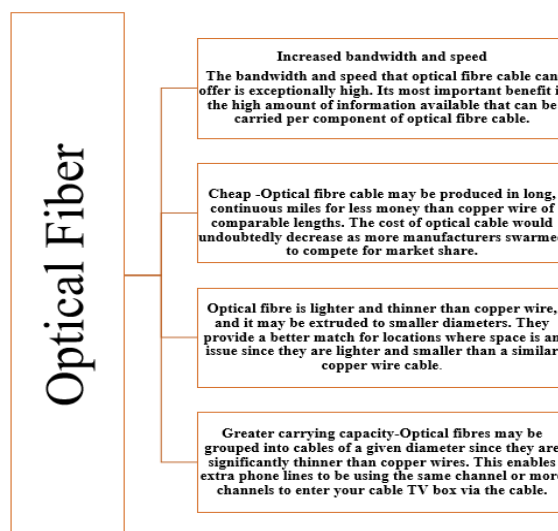 Optical Fiber
Increased bandwidth and speed
The bandwidth and speed that optical fibre cable can
offer is exceptionally high. Its most important benefit i
the high amount of information available that can be
carried per component of optical fibre cable.
Cheap -Optical fibre cable may be produced in long,
continuous miles for less money than copper wire of
comparable lengths. The cost of optical cable would
undoubtedly decrease as more manufacturers swarmed
to compete for market share.
Optical fibre is lighter and thinner than copper wire,
and it may be extruded to smaller diameters. They
provide a better match for locations where space is an
issue since they are lighter and smaller than a similar
copper wire cable.
Greater carrying capacity-Optical fibres may be
grouped into cables of a given diameter since they are
significantly thinner than copper wires. This enables
extra phone lines to be using the same channel or more
channels to enter your cable TV box via the cable.